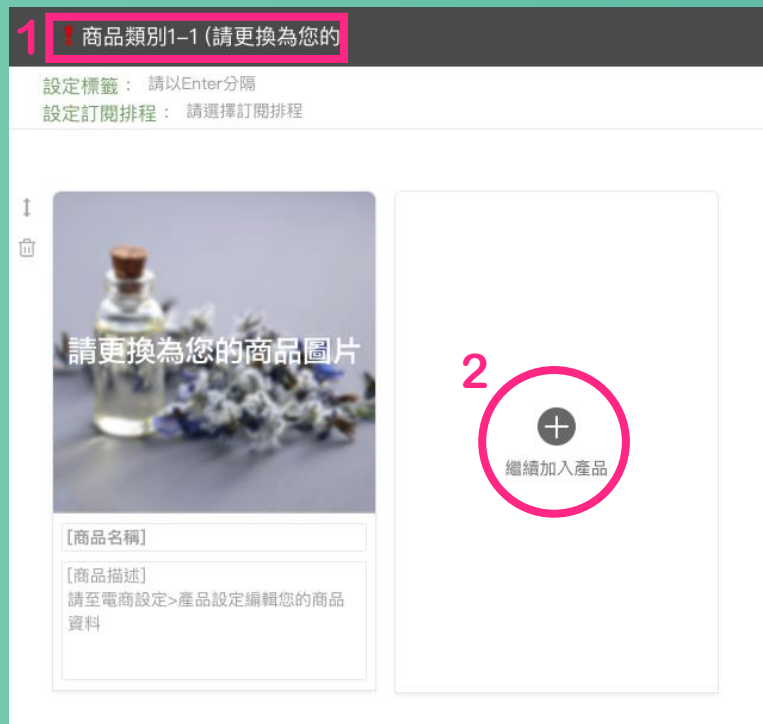 1
❗商品類別1–1 (請更換為您的
設定標籤： 請以Enter分隔
設定訂閱排程： 請選擇訂閱排程
請更換為您的商品圖片
2
繼續加入產品
[商品名稱]
[商品描述]
請至電商設定>產品設定編輯您的商品
資料